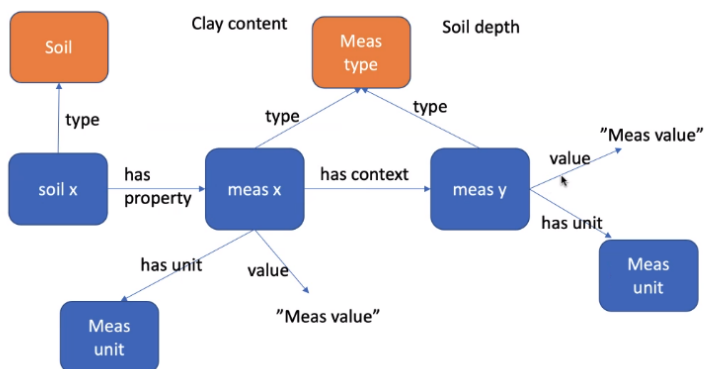 Clay content
Soil depth
Soil
Meas
type
type
type
type
"Meas value"
value
soil x
has
property
meas x
has context
meas y
has unit
has unit
value
Meas
unit
"Meas value"
Meas
unit